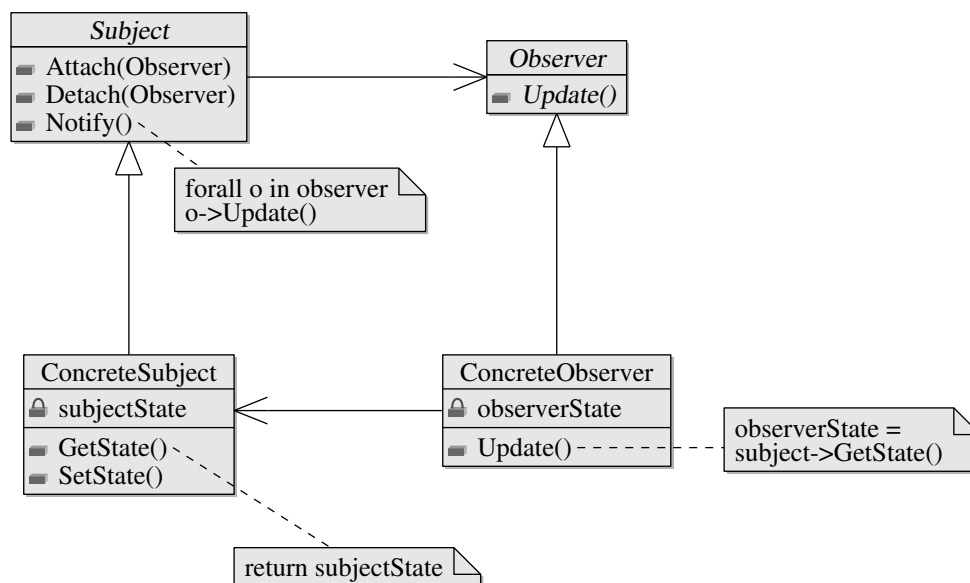 Subject
Attach(Observer)
Detach(Observer)
Notify()
Observer
Update()
forall o in observer
o->Update()
ConcreteSubject
subjectState
GetState()
SetState()
ConcreteObserver
observerState
Update()
observerState =
subject->GetState()
return subjectState